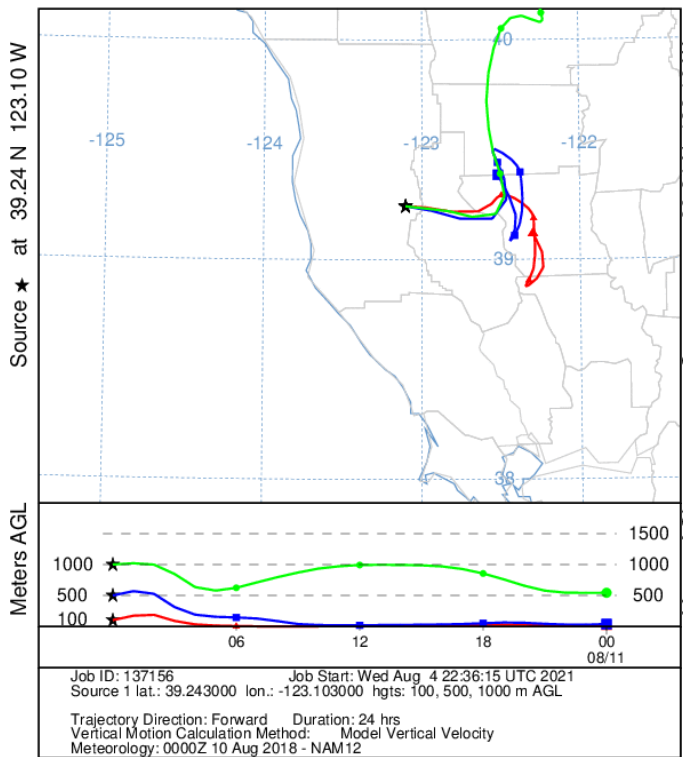 Source ★ at 39.24 N 123.10 W
40
-125
-124
-123
-122
39
38
Meters AGL
1500
1000
1000
500
500
100
06
12
18
00
08/11
Job ID: 137156 Job Start: Wed Aug 4 22:36:15 UTC 2021
Source 1 lat.: 39.243000 lon.: -123.103000 hgts: 100, 500, 1000 m AGL
Trajectory Direction: Forward Duration: 24 hrs
Vertical Motion Calculation Method: Model Vertical Velocity
Meteorology: 0000Z 10 Aug 2018 - NAM12